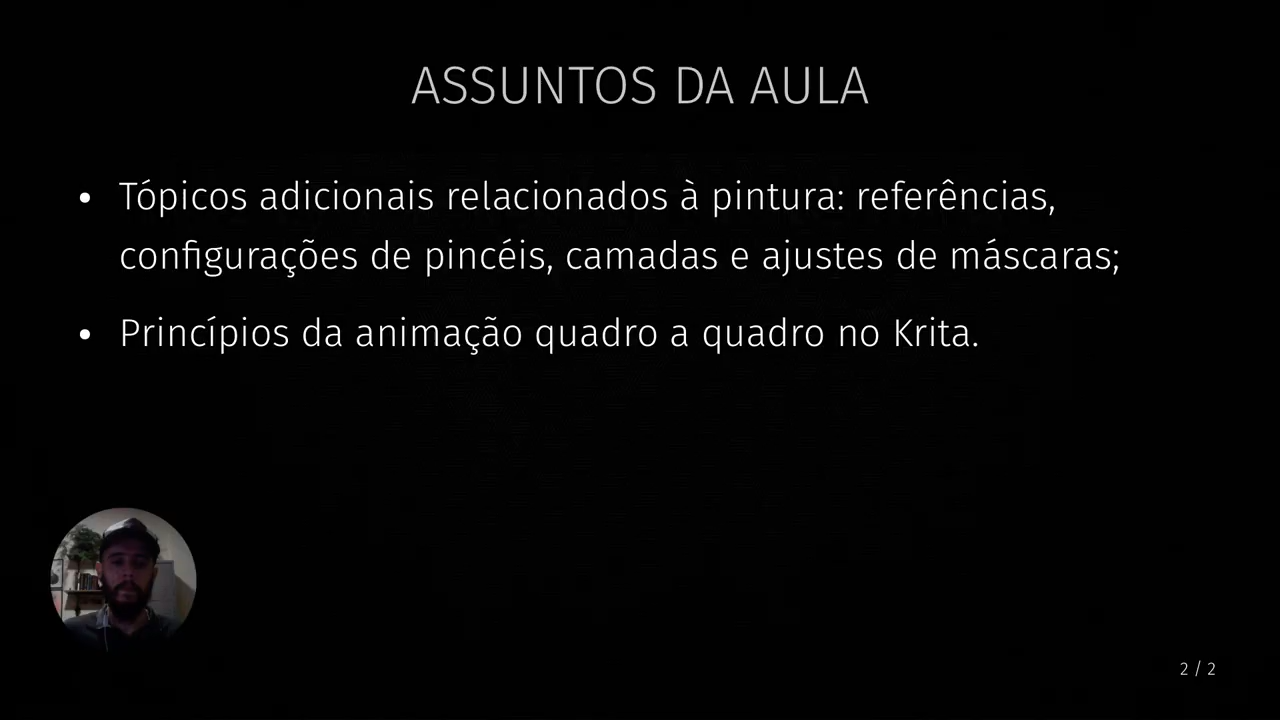 ASSUNTOS DA AULA
• Tópicos adicionais relacionados à pintura: referências,
configurações de pincéis, camadas e ajustes de máscaras;
• Princípios da animação quadro a quadro no Krita.
2 / 2